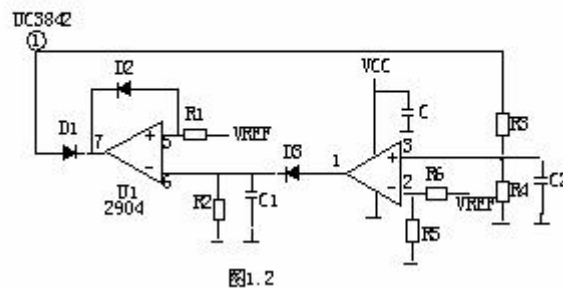 UC3842
①
D2
VCC
R1
C
R3
D1
7
+
5
VREF
D3
1
+
3
-
6
-
2
R6
U1
2904
R2
C1
VREF
R4
C2
R5
图1.2